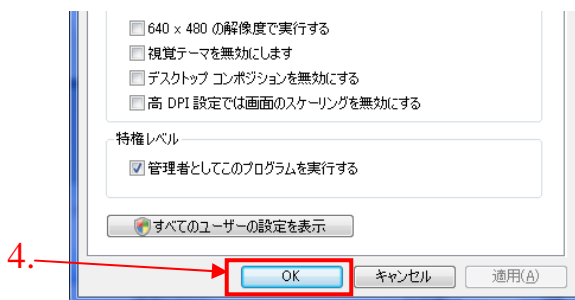 640 x 480 の解像度で実行する
視覚テーマを無効にします
デスクトップ コンポジションを無効にする
高 DPI 設定では画面のスケーリングを無効にする
特権レベル
管理者としてこのプログラムを実行する
すべてのユーザーの設定を表示
4.
OK キャンセル 適用(A)